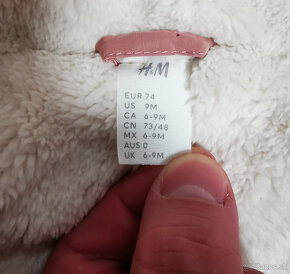 H&M
EUR 74
US 9M
CA 6-9M
CN 73/48
MX 6-9M
AUS 0
UK 6-9M